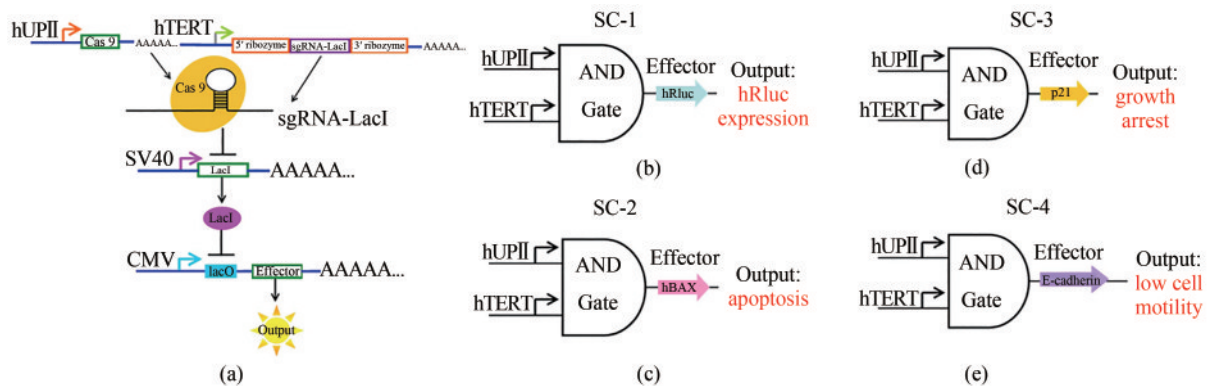 hUPⅡ
Cas 9
AAAAA...
hTERT
5' ribozyme
sgRNA-LacI
3' ribozyme
AAAAA...
Cas 9
sgRNA-LacI
SV40
LacI
AAAAA...
LacI
CMV
lacO
Effector
AAAAA...
Output
(a)
SC-1
hUPⅡ
hTERT
AND
Gate
Effector
hRluc
Output:
hRluc
expression
(b)
SC-2
hUPⅡ
hTERT
AND
Gate
Effector
hBAX
Output:
apoptosis
(c)
SC-3
hUPⅡ
hTERT
AND
Gate
Effector
p21
Output:
growth
arrest
(d)
SC-4
hUPⅡ
hTERT
AND
Gate
Effector
E-cadherin
Output:
low cell
motility
(e)